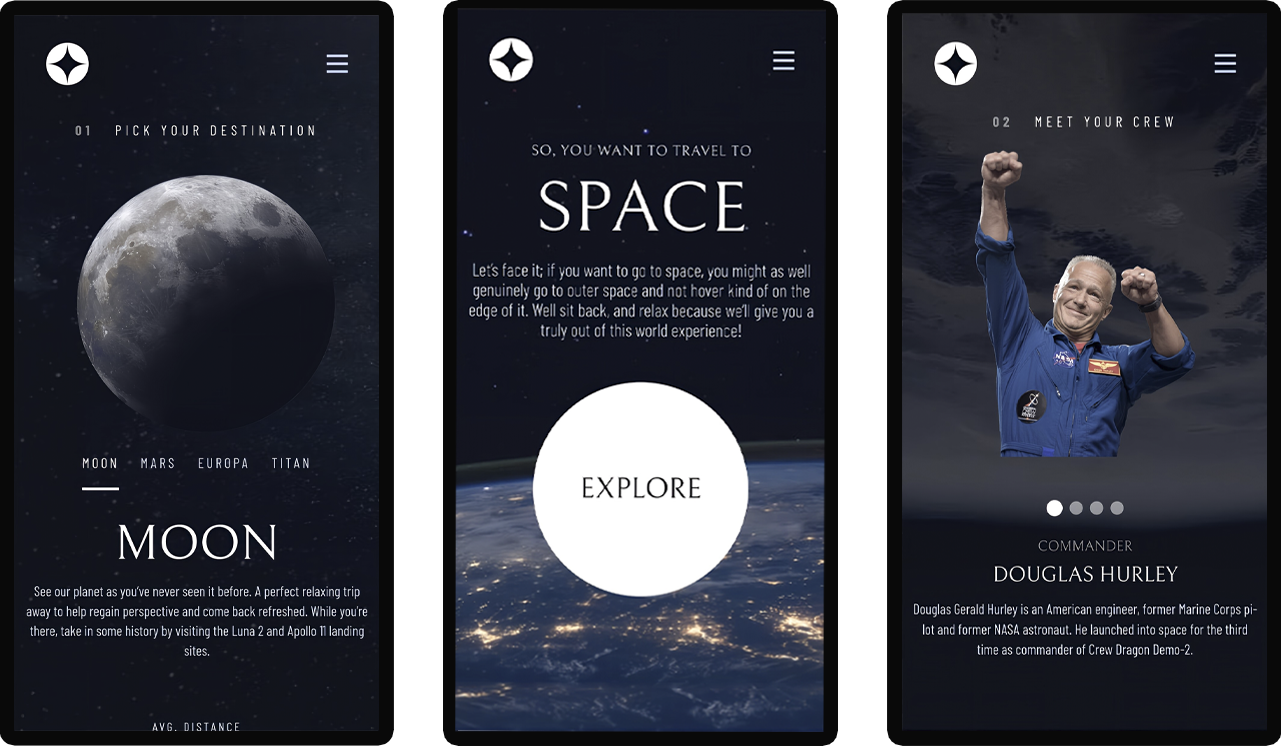 01 PICK YOUR DESTINATION
MOON MARS EUROPA TITAN
MOON
See our planet as you've never seen it before. A perfect relaxing trip
away to help regain perspective and come back refreshed. While you're
there, take in some history by visiting the Luna 2 and Apollo 11 landing
sites.
AVG. DISTANCE
SO, YOU WANT TO TRAVEL TO
SPACE
Let's face it; if you want to go to space, you might as well
genuinely go to outer space and not hover kind of on the
edge of it. Well sit back, and relax because we'll give you a
truly out of this world experience!
EXPLORE
02 MEET YOUR CREW
NASA
COMMANDER
DOUGLAS HURLEY
Douglas Gerald Hurley is an American engineer, former Marine Corps pi-
lot and former NASA astronaut. He launched into space for the third
time as commander of Crew Dragon Demo-2.